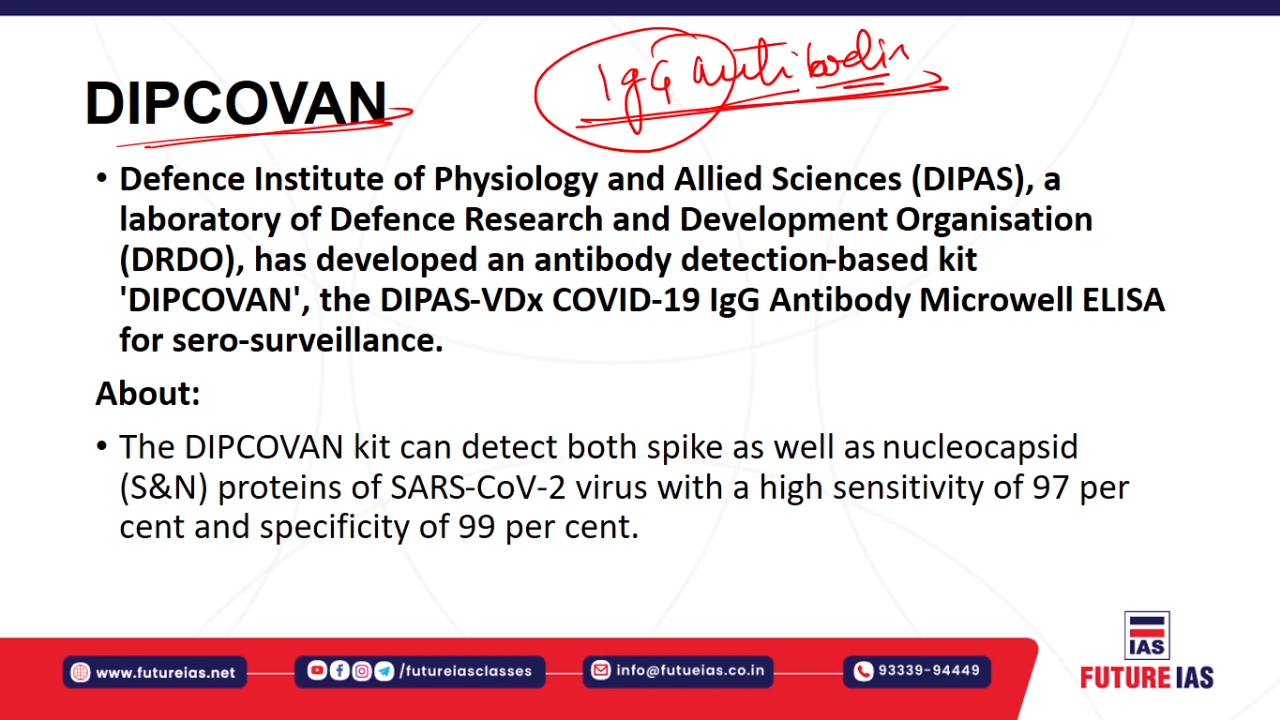 IgG antibodies
DIPCOVAN
• Defence Institute of Physiology and Allied Sciences (DIPAS), a
laboratory of Defence Research and Development Organisation
(DRDO), has developed an antibody detection-based kit
'DIPCOVAN', the DIPAS-VDx COVID-19 IgG Antibody Microwell ELISA
for sero-surveillance.
About:
• The DIPCOVAN kit can detect both spike as well as nucleocapsid
(S&N) proteins of SARS-CoV-2 virus with a high sensitivity of 97 per
cent and specificity of 99 per cent.
www.futureias.net
/futureiasclasses
info@futueias.co.in
93339-94449
IAS
FUTURE IAS